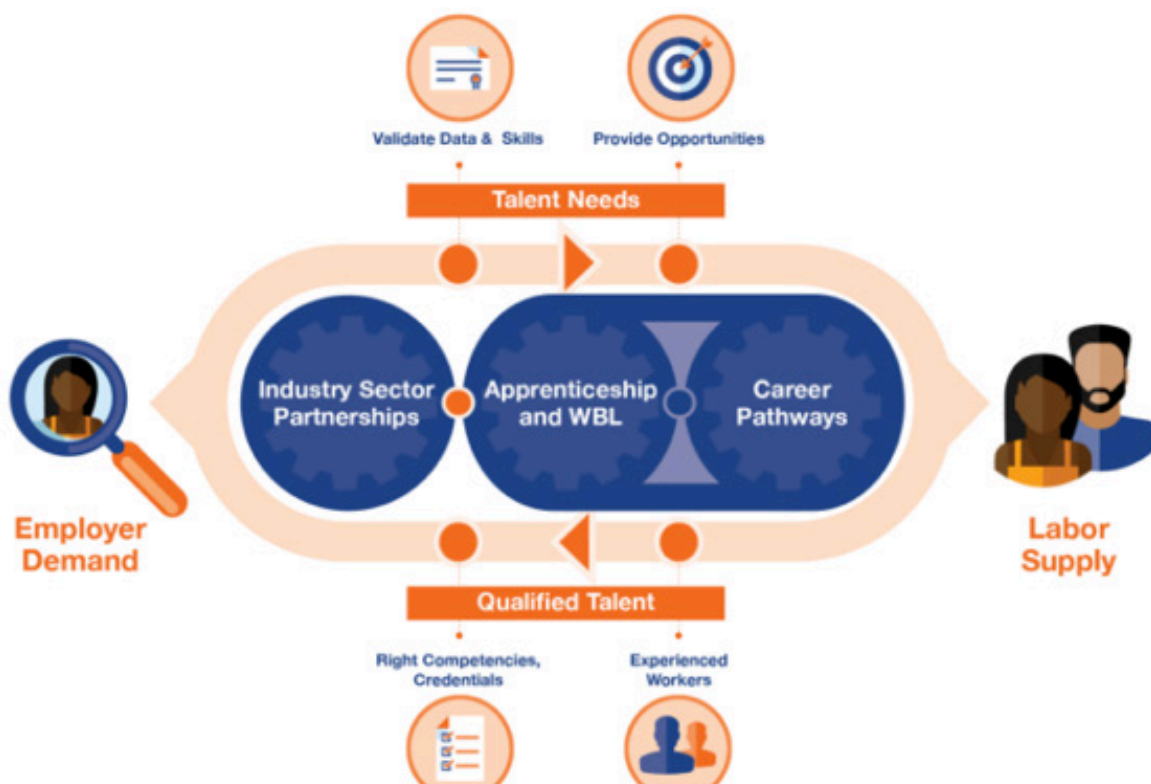 Validate Data & Skills
Provide Opportunities
Talent Needs
Industry Sector
Partnerships
Apprenticeship
and WBL
Career
Pathways
Employer
Demand
Labor
Supply
Qualified Talent
Right Competencies,
Credentials
Experienced
Workers